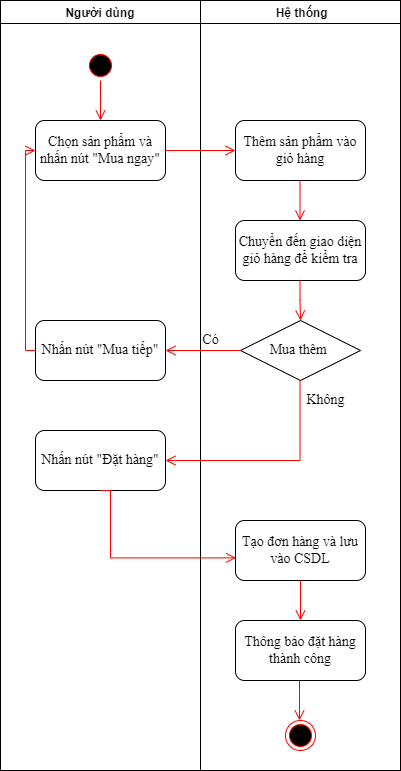 Người dùng
Hệ thống
Chọn sản phẩm và
nhấn nút "Mua ngay"
Thêm sản phẩm vào
giỏ hàng
Chuyển đến giao diện
giỏ hàng để kiểm tra
Mua thêm
Có
Nhấn nút "Mua tiếp"
Không
Nhấn nút "Đặt hàng"
Tạo đơn hàng và lưu
vào CSDL
Thông báo đặt hàng
thành công